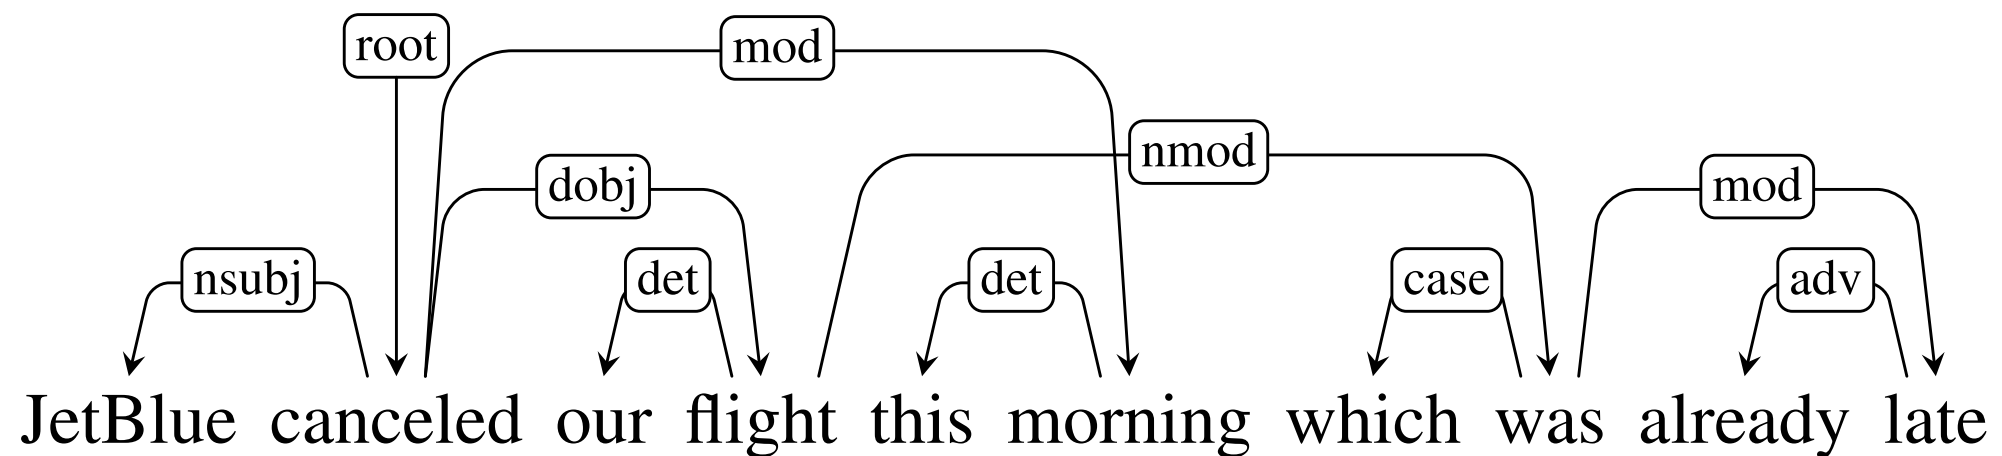 root mod
nmod
dobj mod
nsubj det det case adv
JetBlue canceled our flight this morning which was already late